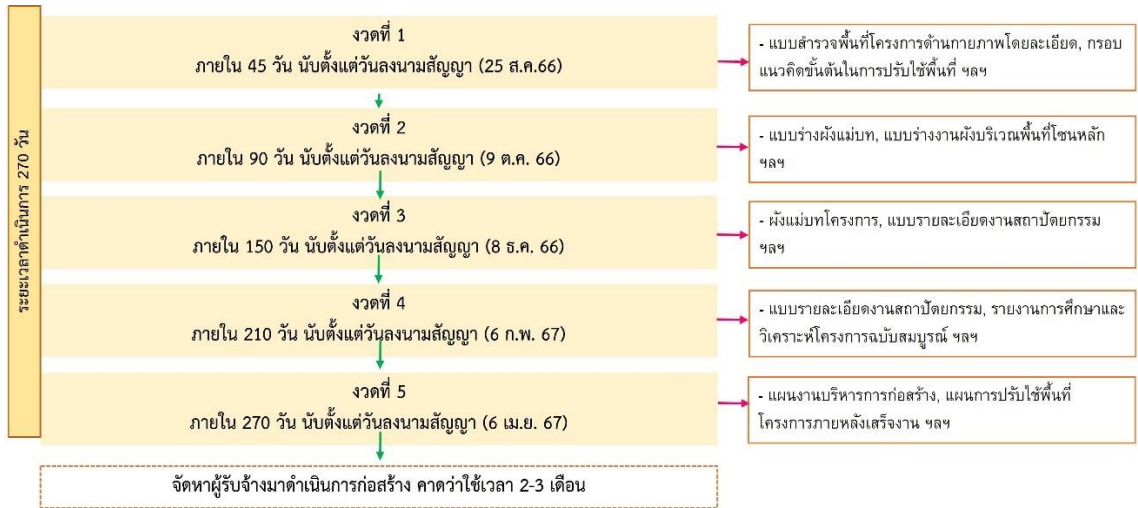 ระยะเวลาดำเนินการ 270 วัน
งวดที่ 1
ภายใน 45 วัน นับตั้งแต่วันลงนามสัญญา (25 ส.ค.66)
- แบบสำรวจพื้นที่โครงการด้านกายภาพโดยละเอียด, กรอบ
แนวคิดขั้นต้นในการปรับใช้พื้นที่ ฯลฯ
งวดที่ 2
ภายใน 90 วัน นับตั้งแต่วันลงนามสัญญา (9 ต.ค. 66)
- แบบร่างผังแม่บท, แบบร่างงานผังบริเวณพื้นที่โซนหลัก
ฯลฯ
งวดที่ 3
ภายใน 150 วัน นับตั้งแต่วันลงนามสัญญา (8 ธ.ค. 66)
- ผังแม่บทโครงการ, แบบรายละเอียดงานสถาปัตยกรรม
ฯลฯ
งวดที่ 4
ภายใน 210 วัน นับตั้งแต่วันลงนามสัญญา (6 ก.พ. 67)
- แบบรายละเอียดงานสถาปัตยกรรม, รายงานการศึกษาและ
วิเคราะห์โครงการฉบับสมบูรณ์ ฯลฯ
งวดที่ 5
ภายใน 270 วัน นับตั้งแต่วันลงนามสัญญา (6 เม.ย. 67)
- แผนงานบริหารการก่อสร้าง, แผนการปรับใช้พื้นที่
โครงการภายหลังเสร็จงาน ฯลฯ
จัดหาผู้รับจ้างมาดำเนินการก่อสร้าง คาดว่าใช้เวลา 2-3 เดือน